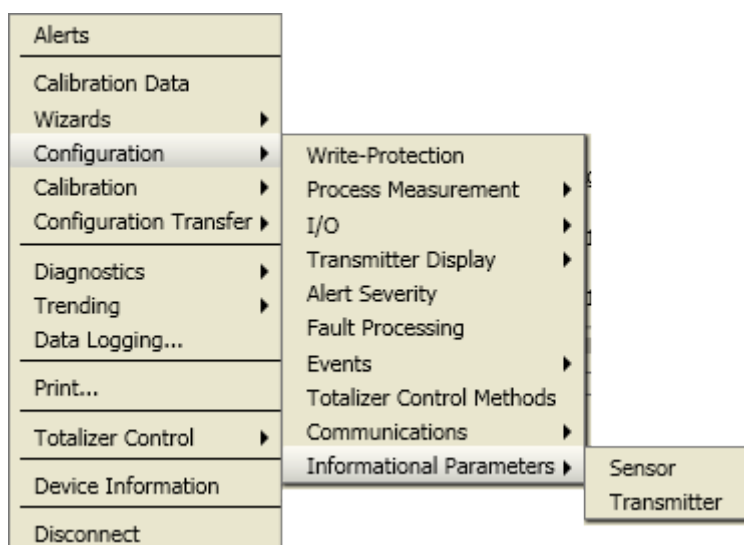 Alerts
Calibration Data
Wizards
Configuration
Calibration
Configuration Transfer
Diagnostics
Trending
Data Logging...
Print...
Totalizer Control
Device Information
Disconnect
Write-Protection
Process Measurement
I/O
Transmitter Display
Alert Severity
Fault Processing
Events
Totalizer Control Methods
Communications
Informational Parameters
Sensor
Transmitter